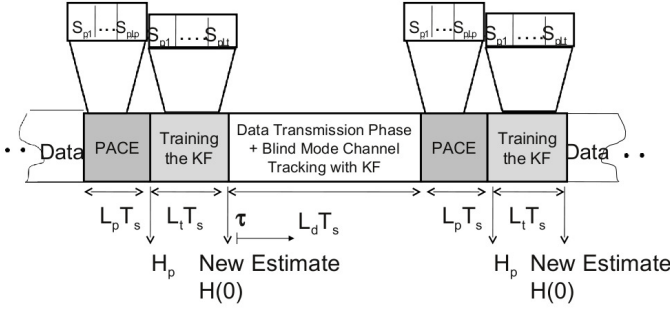 S_p1 ... S_pLp
S_p1 .... S_pLt
S_p1 ... S_pLp
S_p1 .... S_pLt
·· Data
PACE
Training
the KF
Data Transmission Phase
+ Blind Mode Channel
Tracking with KF
PACE
Training
the KF
Data ··
L_pT_s
L_tT_s
τ
L_dT_s
L_pT_s
L_tT_s
H_p
New Estimate
H(0)
H_p
New Estimate
H(0)